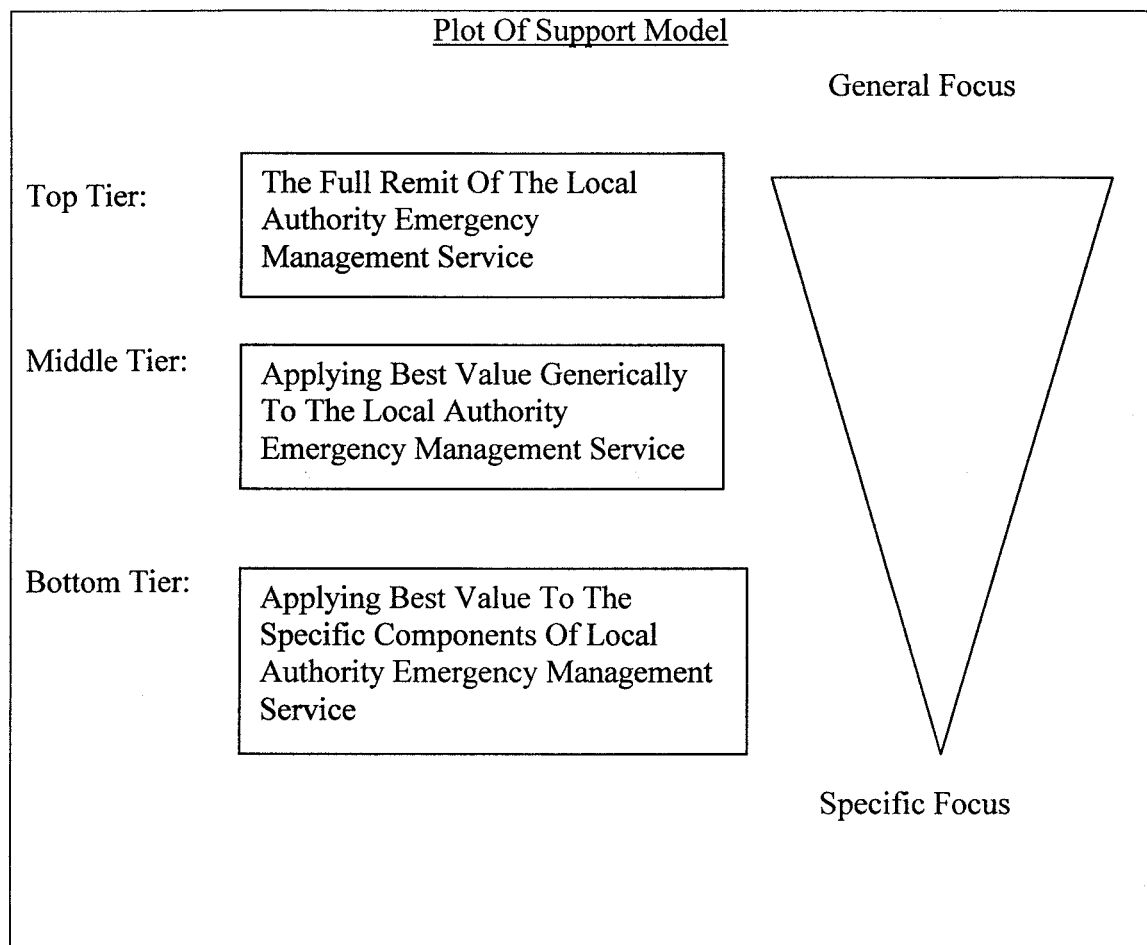 Plot Of Support Model
General Focus
Top Tier:
The Full Remit Of The Local
Authority Emergency
Management Service
Middle Tier:
Applying Best Value Generically
To The Local Authority
Emergency Management Service
Bottom Tier:
Applying Best Value To The
Specific Components Of Local
Authority Emergency Management
Service
Specific Focus